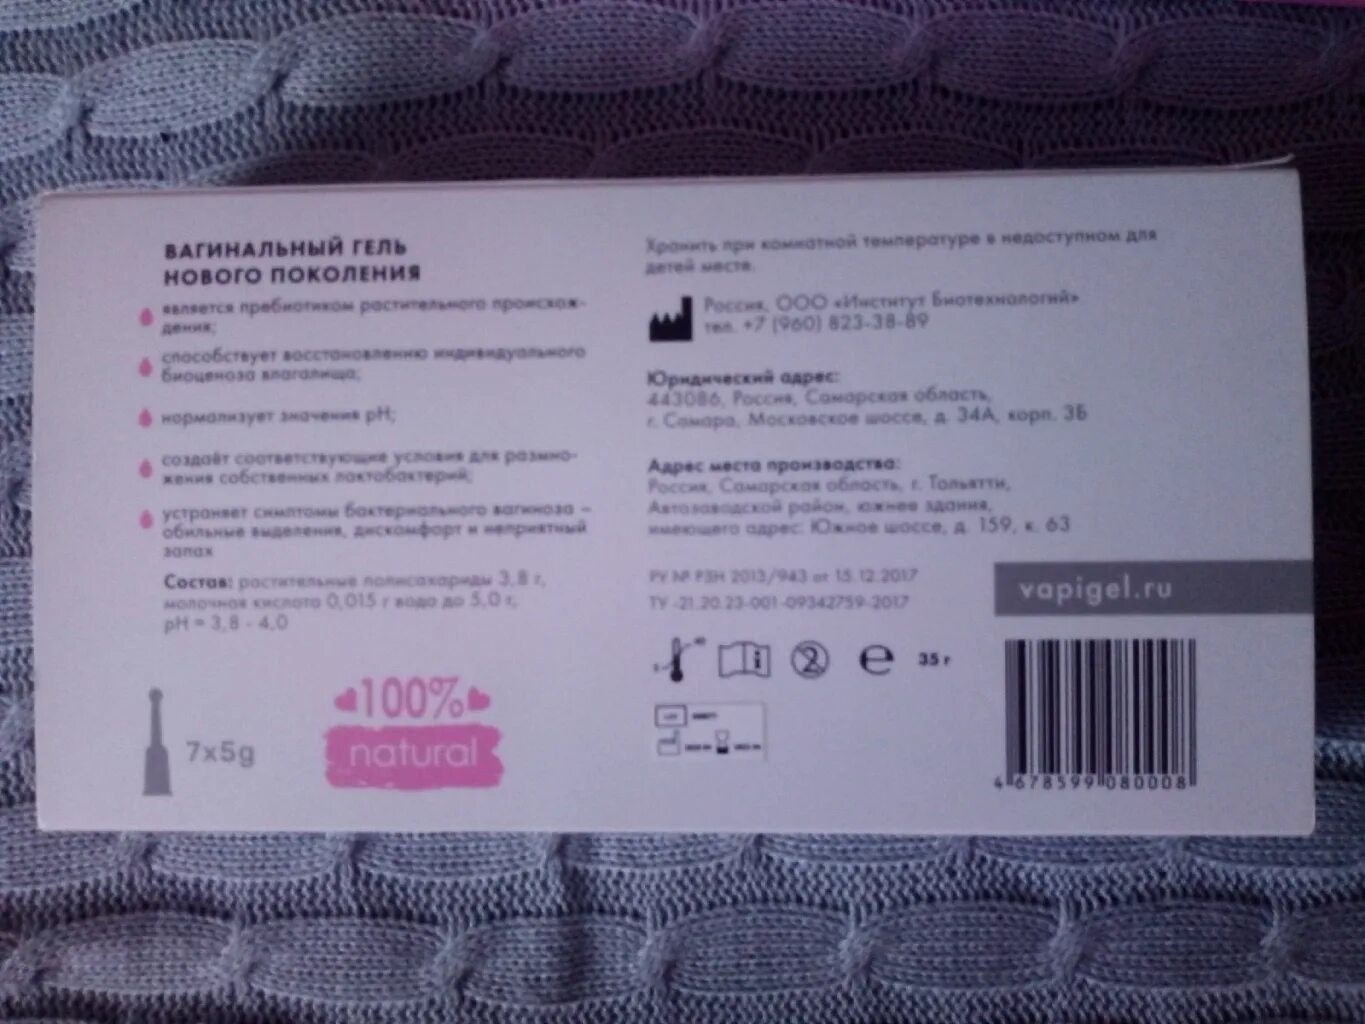 ВАГИНАЛЬНЫЙ ГЕЛЬ
НОВОГО ПОКОЛЕНИЯ
является пребиотиком растительного происхож-
дения;
способствует восстановлению индивидуального
биоценоза влагалища;
нормализует значения pH;
создаёт соответствующие условия для размно-
жения собственных лактобактерий;
устраняет симптомы бактериального вагиноза –
обильные выделения, дискомфорт и неприятный
запах
Состав: растительные полисахариды 3,8 г,
молочная кислота 0,015 г вода до 5,0 г,
pH = 3,8 - 4,0
7x5g
100%
natural
Хранить при комнатной температуре в недоступном для
детей месте.
Россия, ООО «Институт Биотехнологий»
тел. +7 (960) 823-38-89
Юридический адрес:
443086, Россия, Самарская область,
г. Самара, Московское шоссе, д. 34А, корп. 3Б
Адрес места производства:
Россия, Самарская область, г. Тольятти,
Автозаводской район, южнее здания,
имеющего адрес: Южное шоссе, д. 159, к. 63
РУ № РЗН 2013/943 от 15.12.2017
ТУ -21.20.23-001-09342759-2017
2
e
35 г
vapigel.ru
4 678599 080008